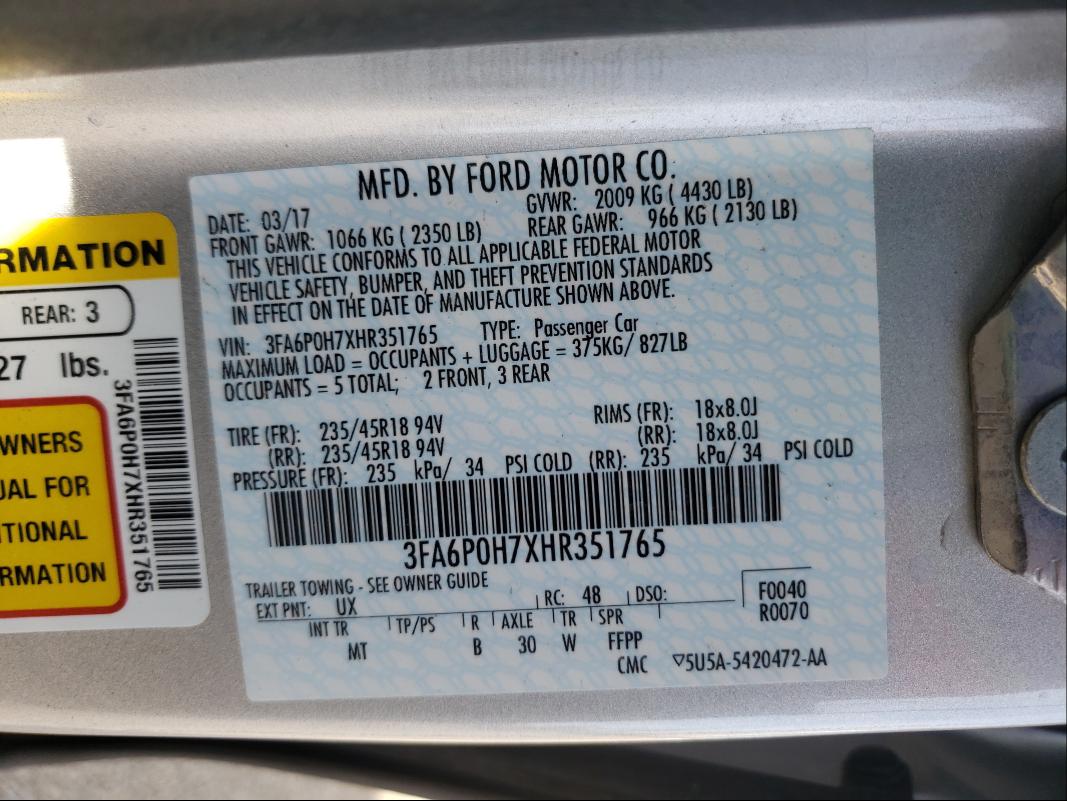 MFD. BY FORD MOTOR CO.
DATE: 03/17 GVWR: 2009 KG ( 4430 LB)
FRONT GAWR: 1066 KG ( 2350 LB) REAR GAWR: 966 KG ( 2130 LB)
THIS VEHICLE CONFORMS TO ALL APPLICABLE FEDERAL MOTOR
VEHICLE SAFETY, BUMPER, AND THEFT PREVENTION STANDARDS
IN EFFECT ON THE DATE OF MANUFACTURE SHOWN ABOVE.
VIN: 3FA6P0H7XHR351765 TYPE: Passenger Car
MAXIMUM LOAD = OCCUPANTS + LUGGAGE = 375KG/ 827LB
OCCUPANTS = 5 TOTAL; 2 FRONT, 3 REAR
TIRE (FR): 235/45R18 94V RIMS (FR): 18x8.0J
(RR): 235/45R18 94V (RR): 18x8.0J
PRESSURE (FR): 235 kPa/ 34 PSI COLD (RR): 235 kPa/ 34 PSI COLD
3FA6P0H7XHR351765
TRAILER TOWING - SEE OWNER GUIDE
EXT PNT: UX RC: 48 DSO: F0040
R0070
INT TR TP/PS R AXLE TR SPR
MT B 30 W FFPP
CMC ▽5U5A-5420472-AA
RMATION
REAR: 3
27 lbs.
3FA6P0H7XHR351765
WNERS
UAL FOR
ITIONAL
RMATION